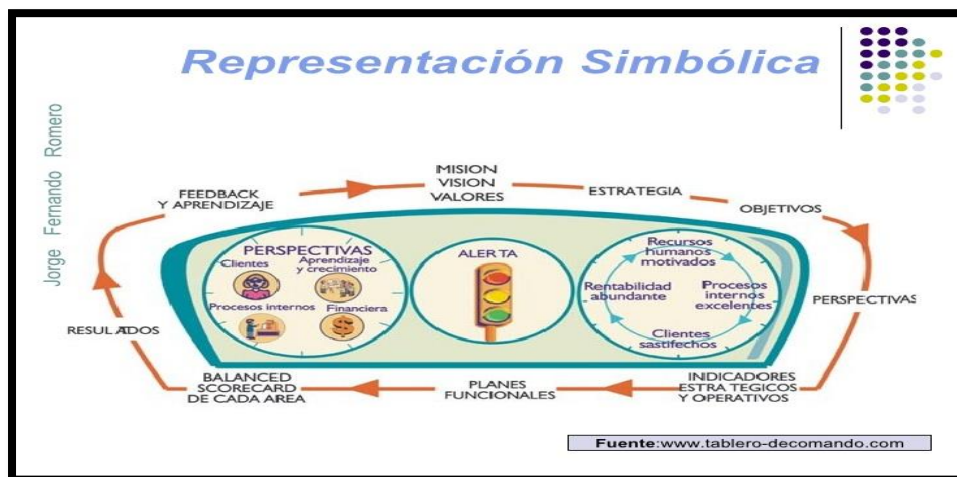 Representación Simbólica
Jorge Fernando Romero
FEEDBACK
Y APRENDIZAJE
MISION
VISION
VALORES
ESTRATEGIA
OBJETIVOS
PERSPECTIVAS
INDICADORES
ESTRA TEGICOS
Y OPERATIVOS
PLANES
FUNCIONALES
BALANCED
SCORECARD
DE CADA AREA
RESULADOS
PERSPECTIVAS
Clientes
Aprendizaje
y crecimiento
Procesos internos
Financiera
ALERTA
Recursos
humanos
motivados
Rentabilidad
abundante
Procesos
internos
excelentes
Clientes
sastifechos
Fuente:www.tablero-decomando.com